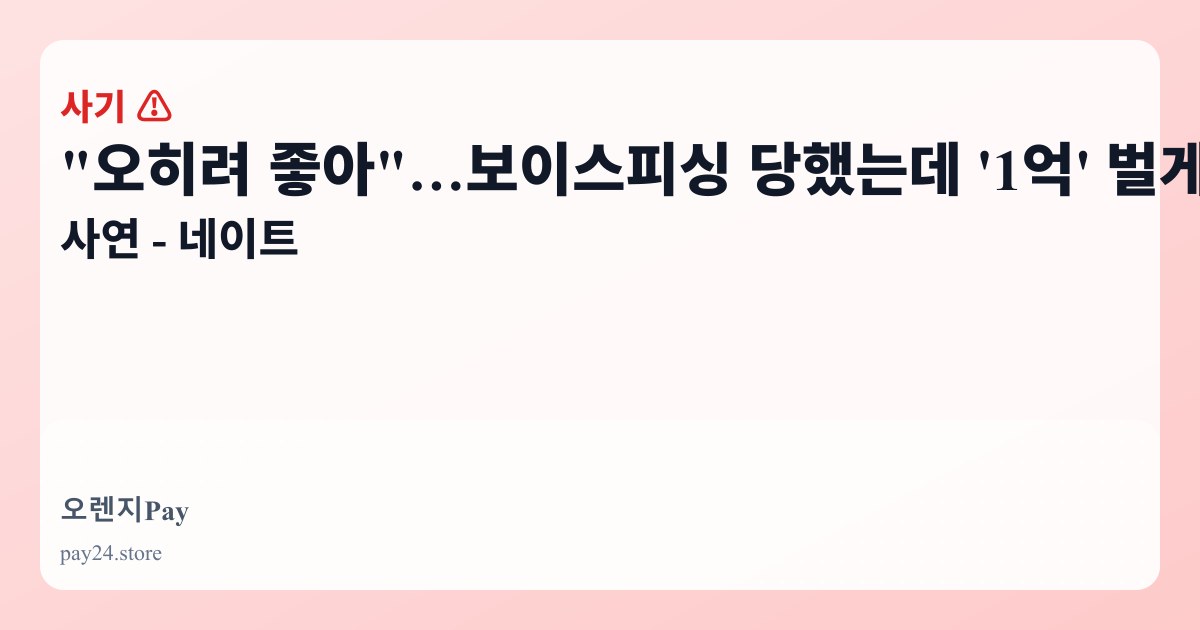 사기
"오히려 좋아"...보이스피싱 당했는데 '1억' 벌게
사연 - 네이트
오렌지Pay
pay24.store